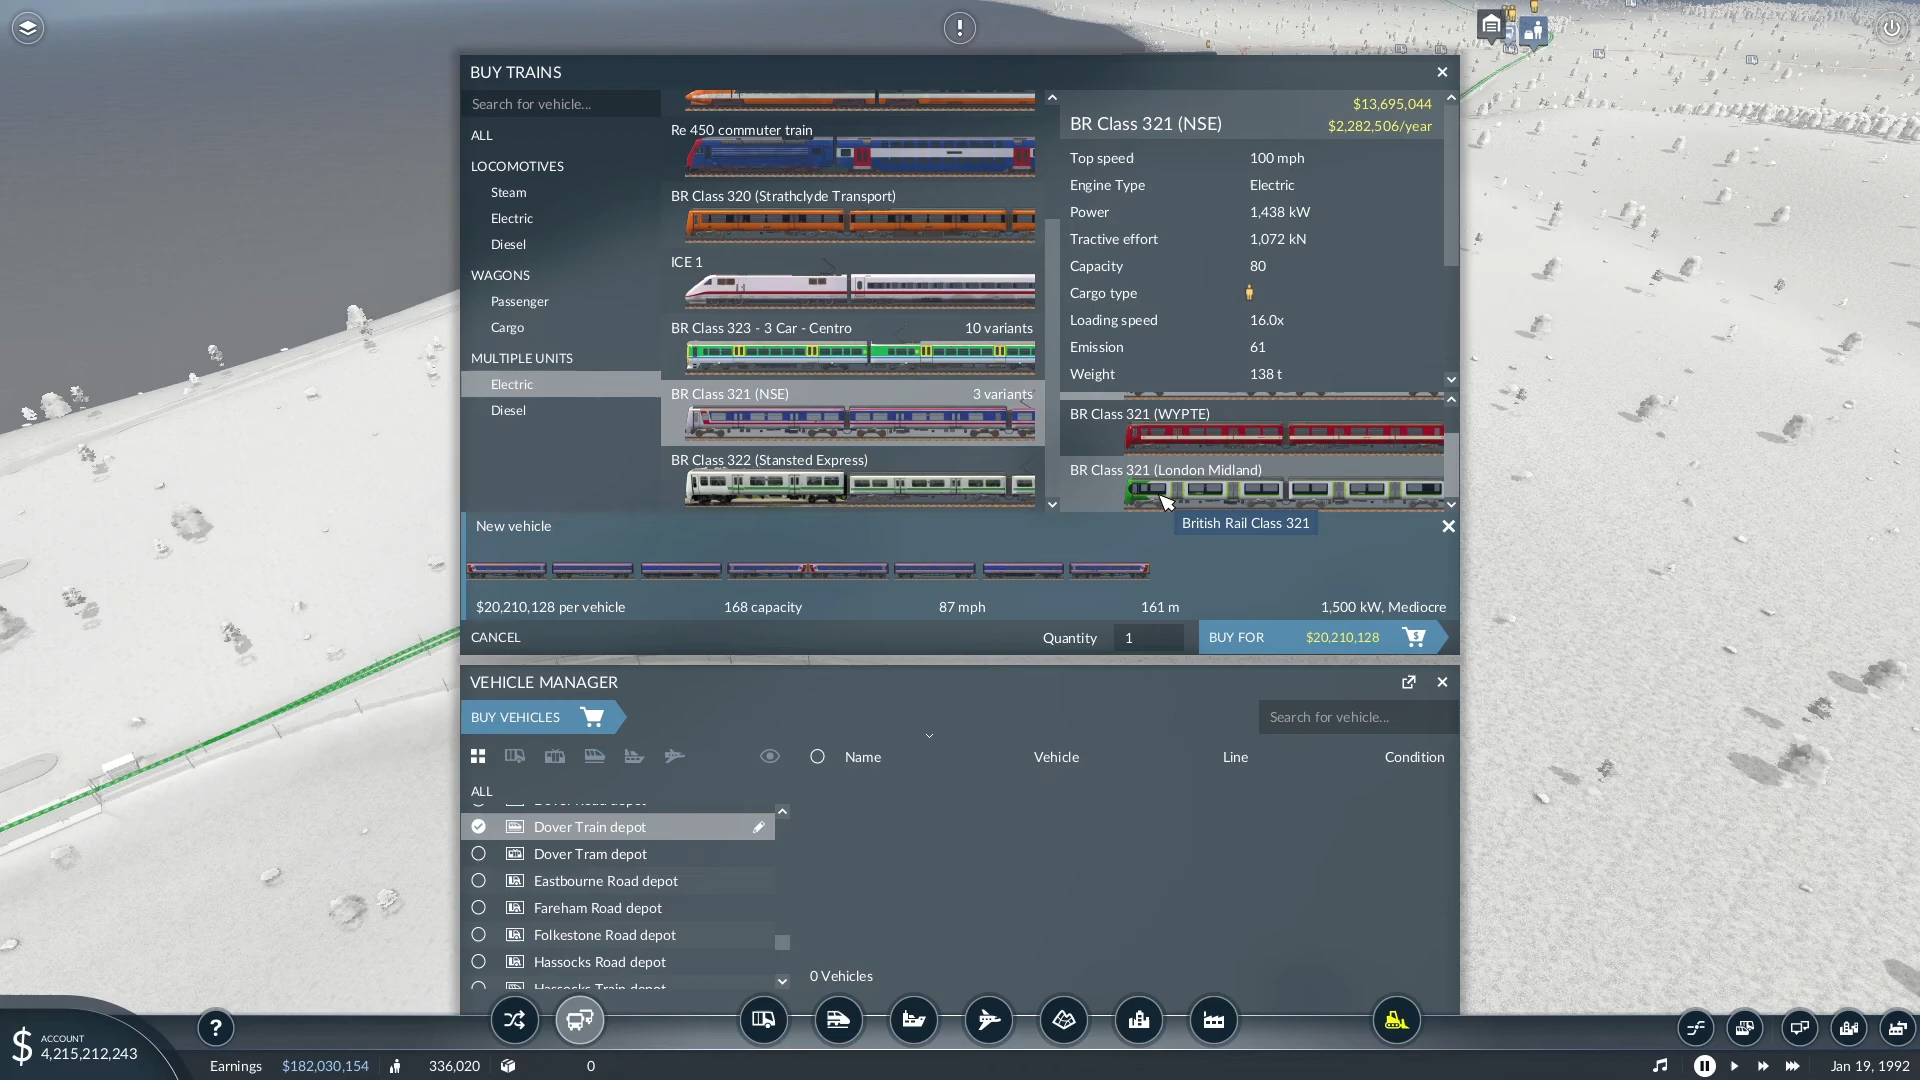 BUY TRAINS
Search for vehicle...
ALL
LOCOMOTIVES
Steam
Electric
Diesel
WAGONS
Passenger
Cargo
MULTIPLE UNITS
Electric
Diesel
Re 450 commuter train
BR Class 320 (Strathclyde Transport)
ICE 1
BR Class 323 - 3 Car - Centro 10 variants
BR Class 321 (NSE) 3 variants
BR Class 322 (Stansted Express)
$13,695,044
BR Class 321 (NSE) $2,282,506/year
Top speed 100 mph
Engine Type Electric
Power 1,438 kW
Tractive effort 1,072 kN
Capacity 80
Cargo type
Loading speed 16.0x
Emission 61
Weight 138 t
BR Class 321 (WYPTE)
BR Class 321 (London Midland)
British Rail Class 321
New vehicle
$20,210,128 per vehicle 168 capacity 87 mph 161 m 1,500 kW, Mediocre
CANCEL Quantity 1 BUY FOR $20,210,128
VEHICLE MANAGER
BUY VEHICLES Search for vehicle...
Name Vehicle Line Condition
ALL
Dover Road depot
Dover Train depot
Dover Tram depot
Eastbourne Road depot
Fareham Road depot
Folkestone Road depot
Hassocks Road depot
Hassocks Train depot
0 Vehicles
?
$ ACCOUNT
4,215,212,243
Earnings $182,030,154 336,020 0 Jan 19, 1992